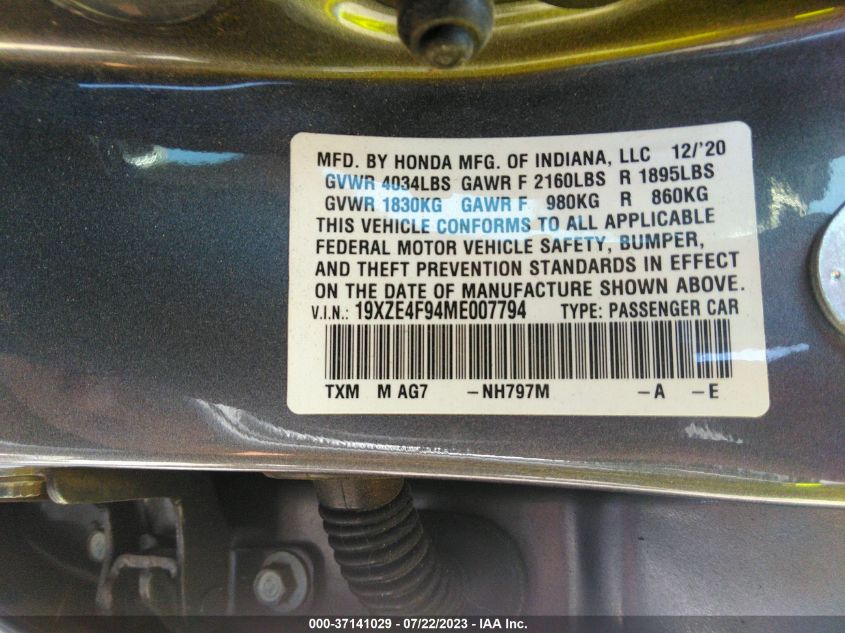 MFD. BY HONDA MFG. OF INDIANA, LLC 12/'20
GVWR 4034LBS GAWR F 2160LBS R 1895LBS
GVWR 1830KG GAWR F 980KG R 860KG
THIS VEHICLE CONFORMS TO ALL APPLICABLE
FEDERAL MOTOR VEHICLE SAFETY, BUMPER,
AND THEFT PREVENTION STANDARDS IN EFFECT
ON THE DATE OF MANUFACTURE SHOWN ABOVE.
V.I.N.: 19XZE4F94ME007794 TYPE: PASSENGER CAR
TXM M AG7 -NH797M -A -E
000-37141029 - 07/22/2023 - IAA Inc.